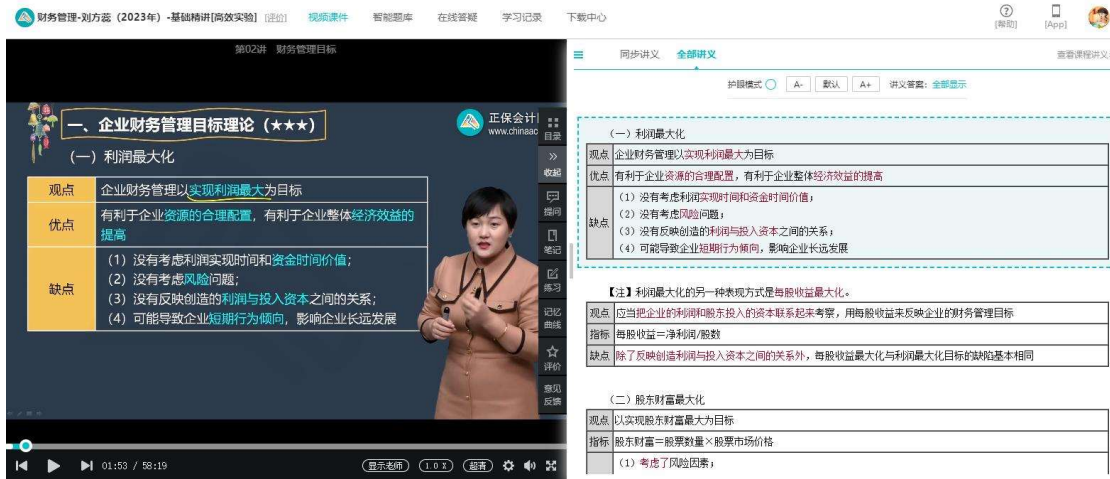 财务管理-刘方蕊（2023年）-基础精讲[高效实验] [评价] 视频课件 智能题库 在线答疑 学习记录 下载中心
[帮助] [App]
第02讲 财务管理目标
一、企业财务管理目标理论（★★★）
正保会计
www.chinaac
（一）利润最大化
观点 企业财务管理以实现利润最大为目标
优点 有利于企业资源的合理配置，有利于企业整体经济效益的
提高
缺点
（1）没有考虑利润实现时间和资金时间价值；
（2）没有考虑风险问题；
（3）没有反映创造的利润与投入资本之间的关系；
（4）可能导致企业短期行为倾向，影响企业长远发展
目录
收起
提问
笔记
练习
记忆
曲线
评价
意见
反馈
01:53 / 58:19 显示老师 1.0 X 超清
同步讲义 全部讲义 查看课程讲义
护眼模式 A- 默认 A+ 讲义答案：全部显示
（一）利润最大化
观点 企业财务管理以实现利润最大为目标
优点 有利于企业资源的合理配置，有利于企业整体经济效益的提高
缺点
（1）没有考虑利润实现时间和资金时间价值；
（2）没有考虑风险问题；
（3）没有反映创造的利润与投入资本之间的关系；
（4）可能导致企业短期行为倾向，影响企业长远发展
【注】利润最大化的另一种表现方式是每股收益最大化。
观点 应当把企业的利润和股东投入的资本联系起来考察，用每股收益来反映企业的财务管理目标
指标 每股收益＝净利润/股数
缺点 除了反映创造利润与投入资本之间的关系外，每股收益最大化与利润最大化目标的缺陷基本相同
（二）股东财富最大化
观点 以实现股东财富最大为目标
指标 股东财富＝股票数量×股票市场价格
（1）考虑了风险因素；